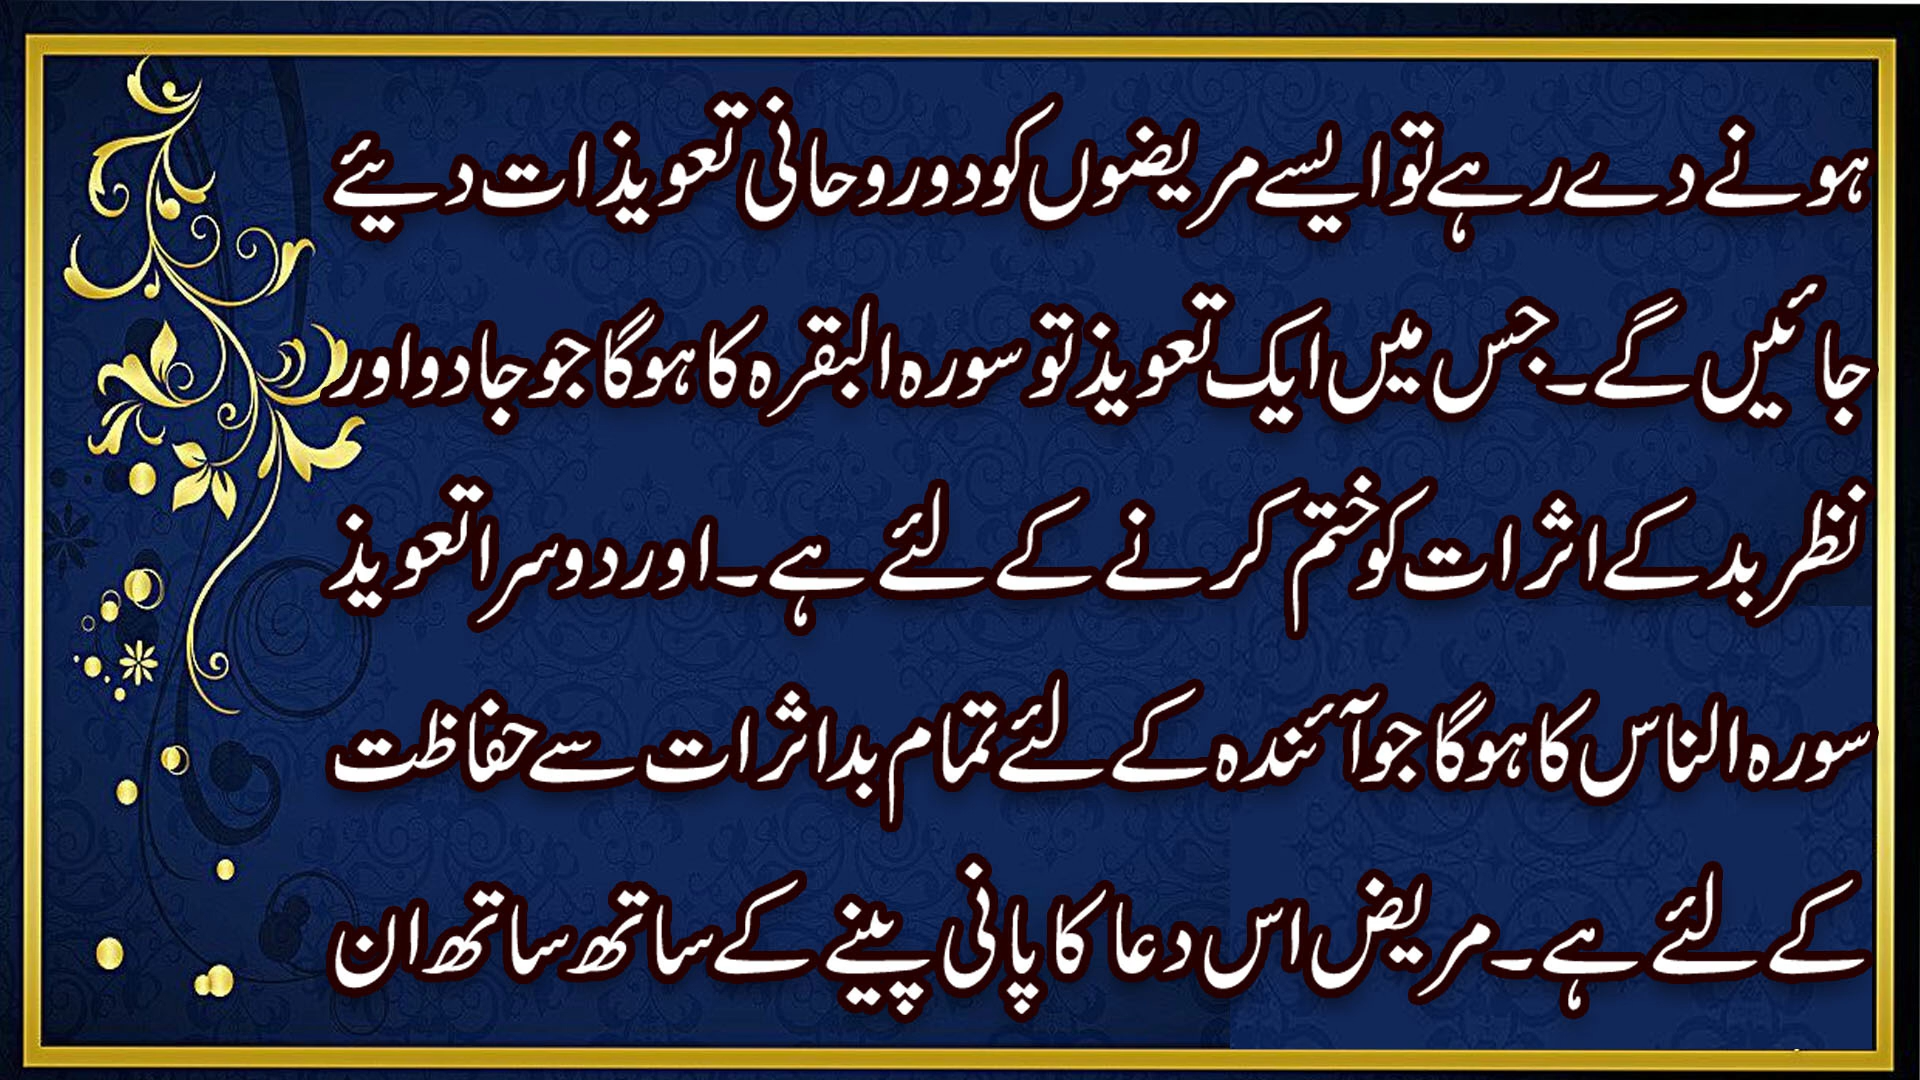 ہونے دے رہے تو ایسے مریضوں کو دو روحانی تعویذات دیئے
جائیں گے۔ جس میں ایک تعویذ تو سورہ البقرہ کا ہوگا جو جادو اور
نظر بد کے اثرات کو ختم کرنے کے لئے ہے۔ اور دوسرا تعویذ
سورہ الناس کا ہوگا جو آئندہ کے لئے تمام بد اثرات سے حفاظت
کے لئے ہے۔ مریض اس دعا کا پانی پینے کے ساتھ ساتھ ان